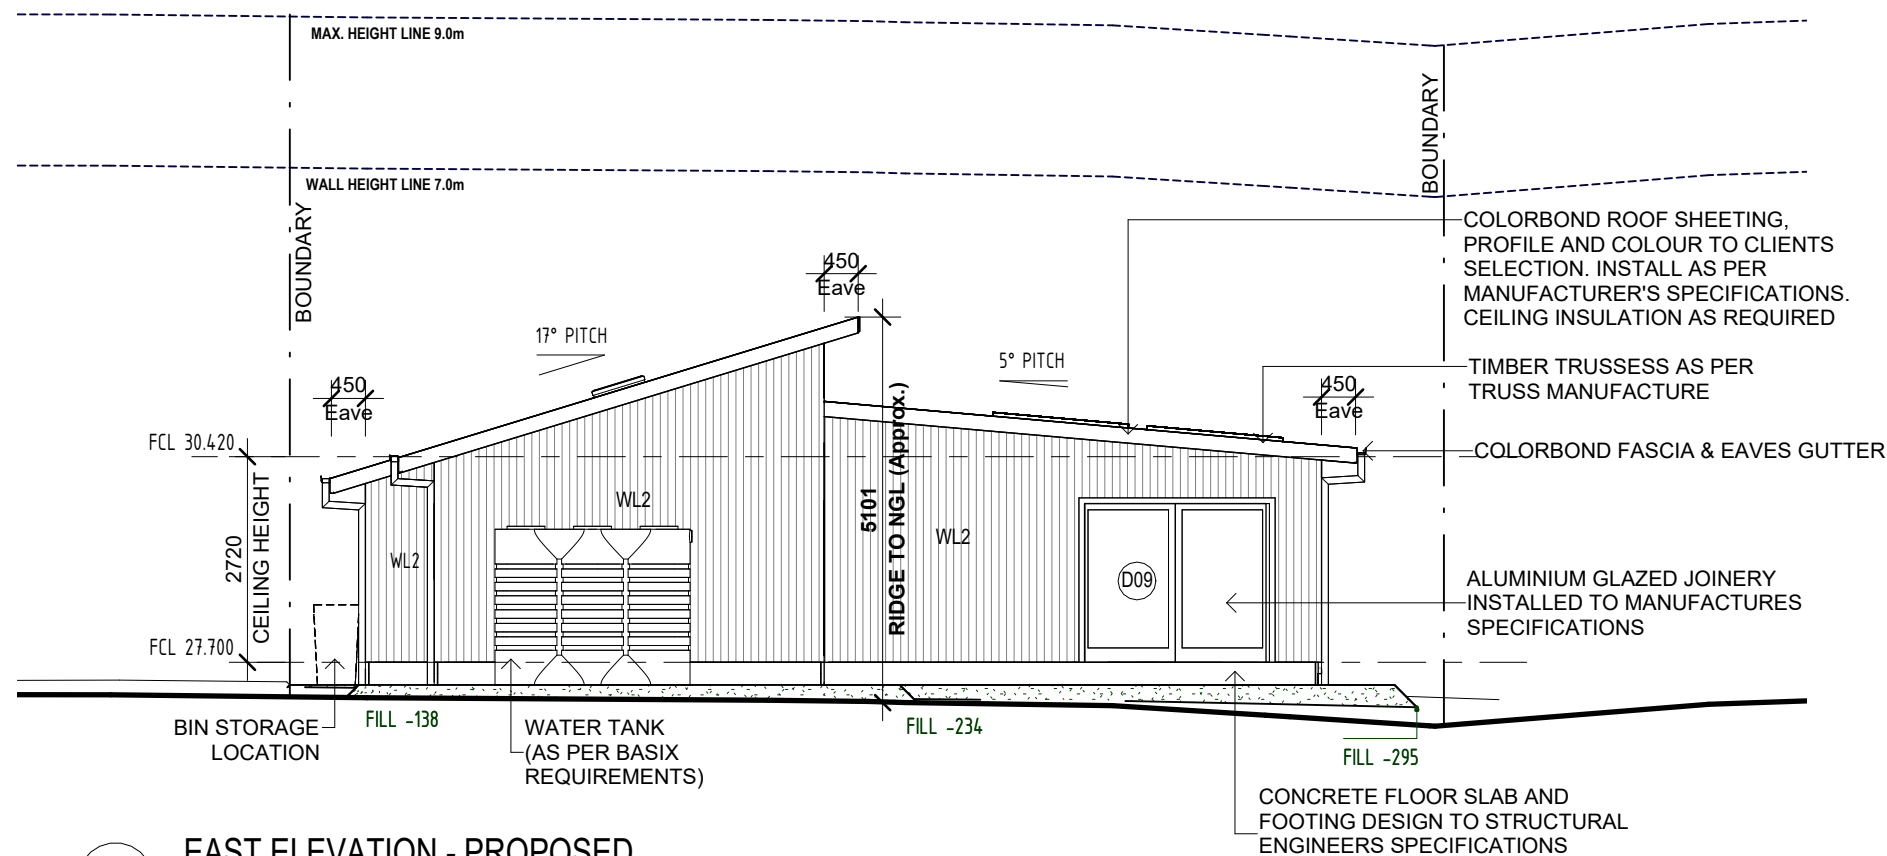 MAX. HEIGHT LINE 9.0m
WALL HEIGHT LINE 7.0m
BOUNDARY
BOUNDARY
COLORBOND ROOF SHEETING,
PROFILE AND COLOUR TO CLIENTS
SELECTION. INSTALL AS PER
MANUFACTURER'S SPECIFICATIONS.
CEILING INSULATION AS REQUIRED
450
Eave
17° PITCH
5° PITCH
TIMBER TRUSSESS AS PER
TRUSS MANUFACTURE
450
Eave
450
Eave
FCL 30.420
COLORBOND FASCIA & EAVES GUTTER
5101
RIDGE TO NGL (Approx.)
WL2
WL2
WL2
2720
CEILING HEIGHT
D09
ALUMINIUM GLAZED JOINERY
INSTALLED TO MANUFACTURES
SPECIFICATIONS
FCL 27.700
BIN STORAGE
LOCATION
FILL -138
WATER TANK
(AS PER BASIX
REQUIREMENTS)
FILL -234
FILL -295
CONCRETE FLOOR SLAB AND
FOOTING DESIGN TO STRUCTURAL
ENGINEERS SPECIFICATIONS
EAST ELEVATION - PROPOSED